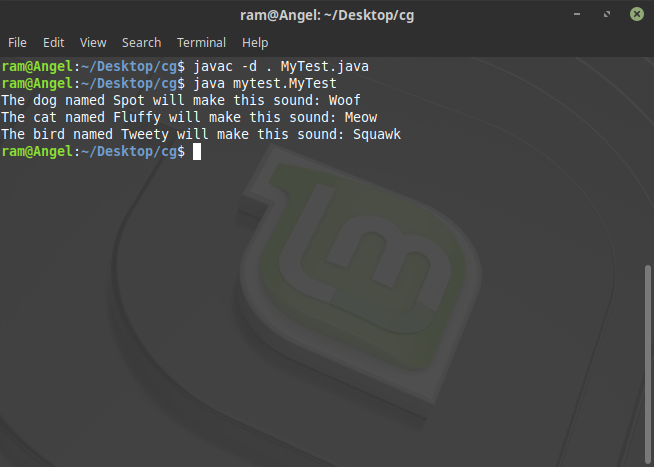 ram@Angel: ~/Desktop/cg
File Edit View Search Terminal Help
ram@Angel:~/Desktop/cg$ javac -d . MyTest.java
ram@Angel:~/Desktop/cg$ java mytest.MyTest
The dog named Spot will make this sound: Woof
The cat named Fluffy will make this sound: Meow
The bird named Tweety will make this sound: Squawk
ram@Angel:~/Desktop/cg$